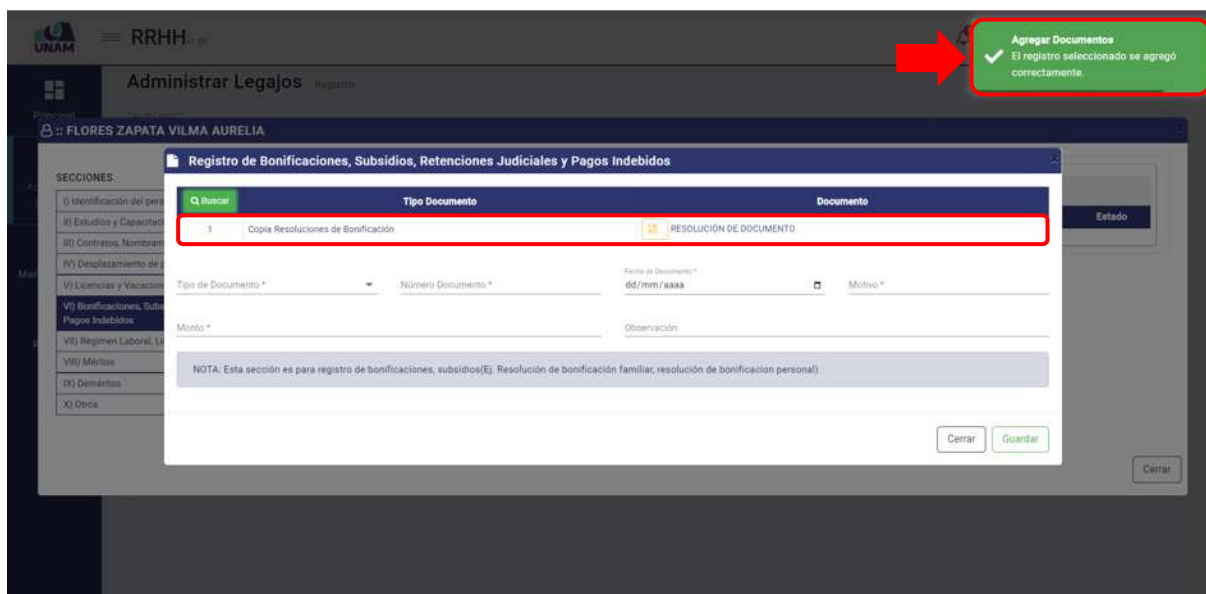 UNAM
RRHH
Agregar Documentos
El registro seleccionado se agregó
correctamente.
Administrar Legajos Registro
Principal
:: FLORES ZAPATA VILMA AURELIA
Registro de Bonificaciones, Subsidios, Retenciones Judiciales y Pagos Indebidos
SECCIONES
I) Identificación del pers
II) Estudios y Capacitaci
III) Contratos, Nombram
IV) Desplazamiento de p
V) Licencias y Vacacion
VI) Bonificaciones, Subs
Pagos Indebidos
VII) Régimen Laboral, Li
VIII) Méritos
IX) Deméritos
X) Otros
Buscar Tipo Documento Documento
1 Copia Resoluciones de Bonificación RESOLUCIÓN DE DOCUMENTO
Estado
Tipo de Documento * Número Documento * Fecha de Documento * dd/mm/aaaa Motivo *
Monto * Observación
NOTA: Esta sección es para registro de bonificaciones, subsidios(Ej. Resolución de bonificación familiar, resolución de bonificacion personal)
Cerrar Guardar
Cerrar